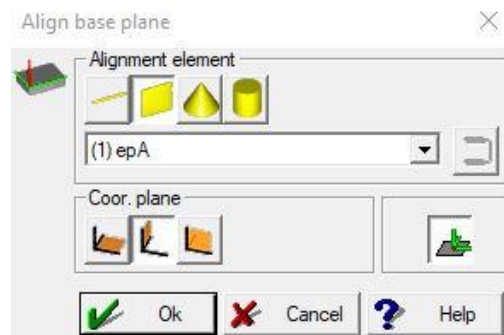 Align base plane
Alignment element
(1) epA
Coor. plane
Ok Cancel Help